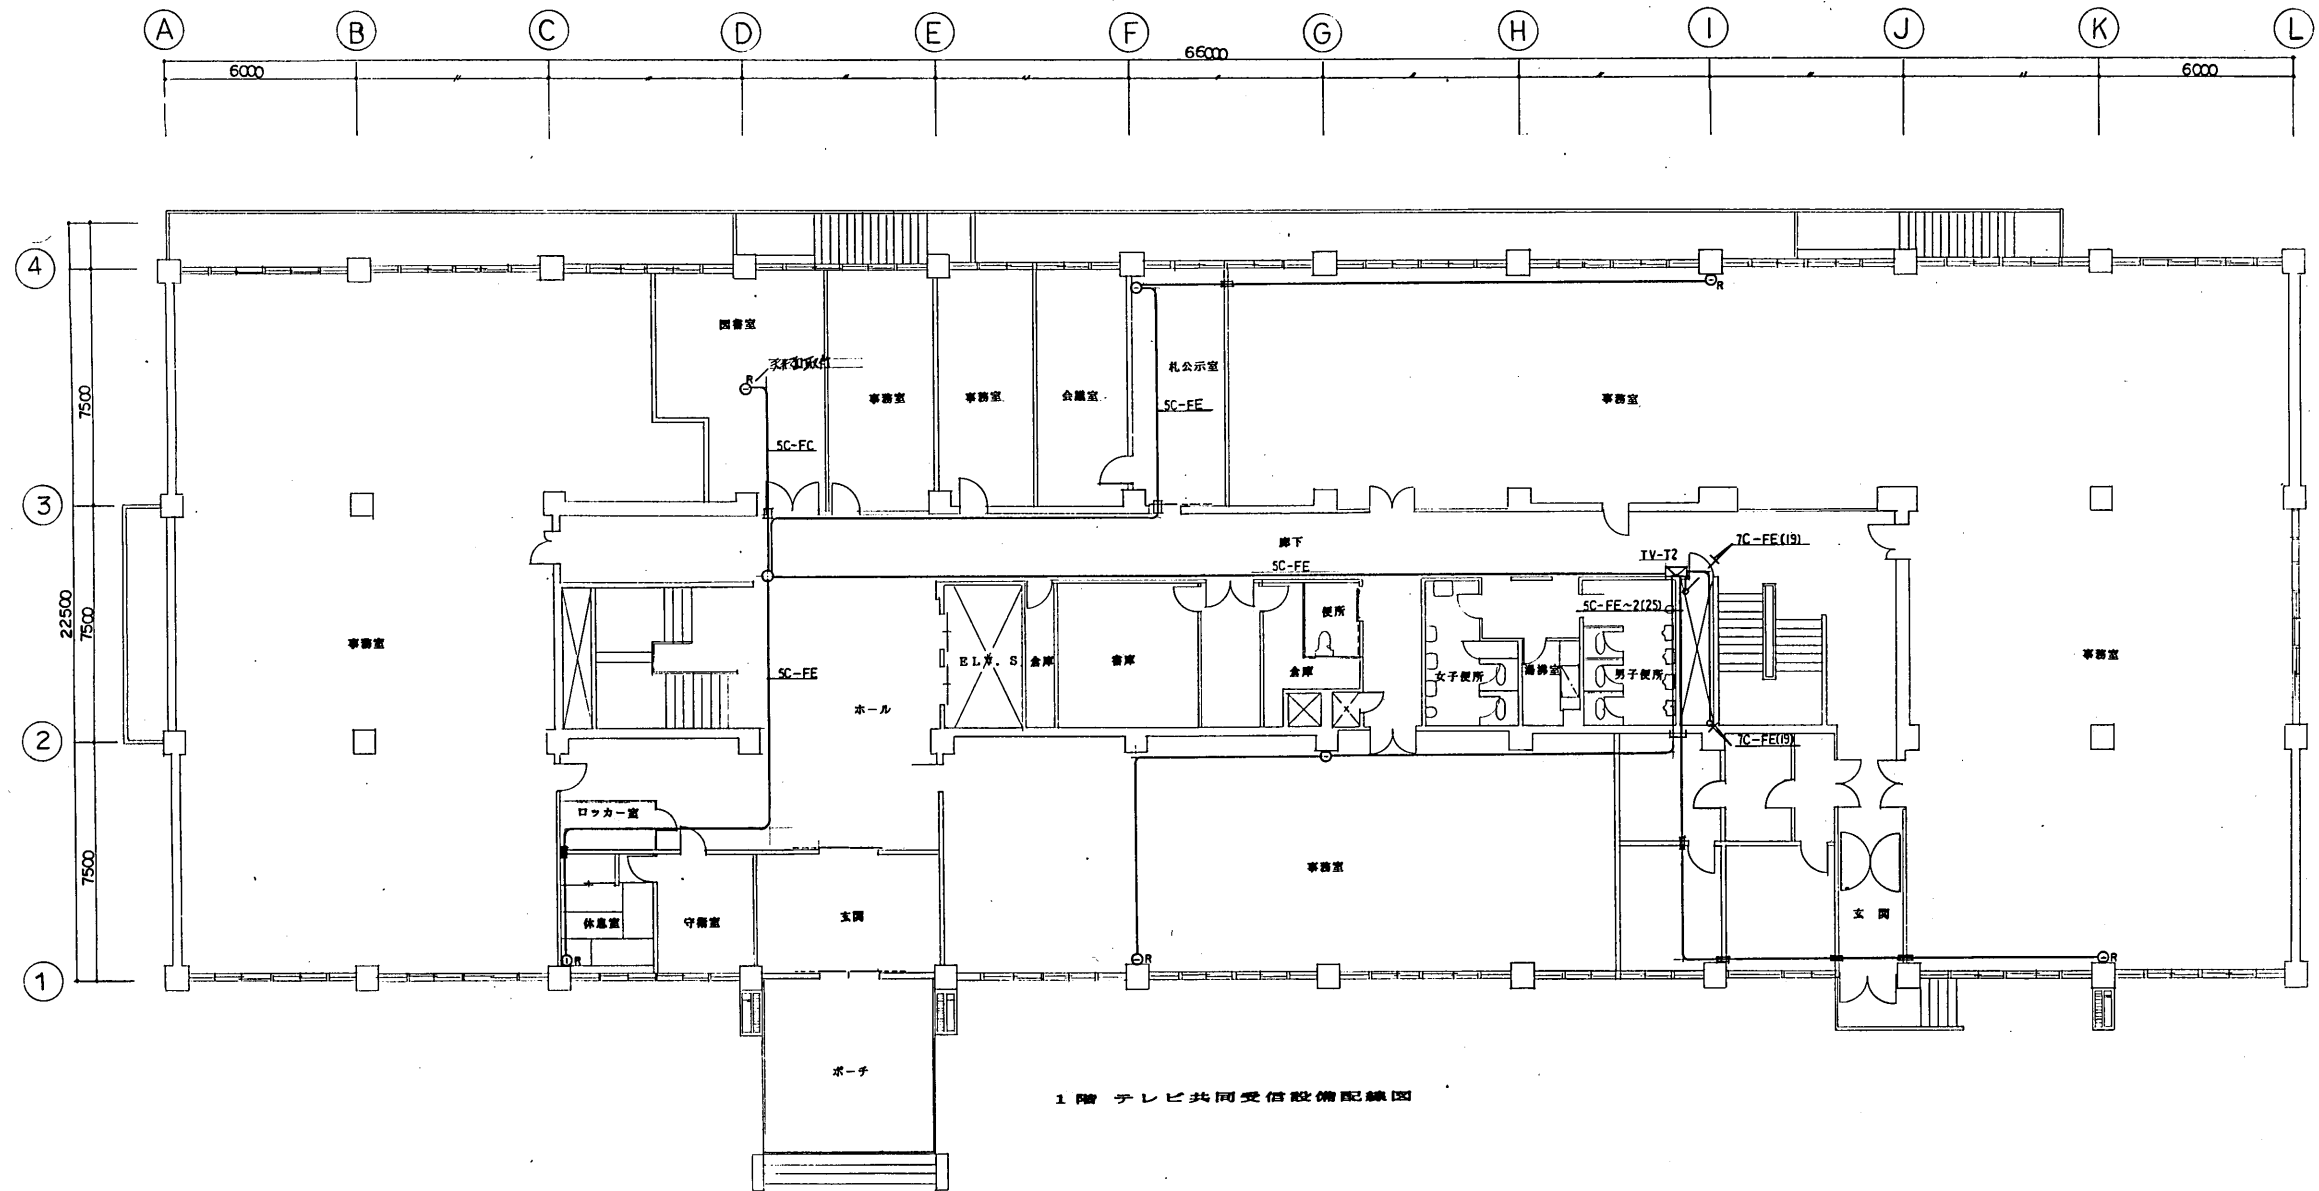 A B C D E F G H I J K L
66000
6000 〃 〃 〃 〃 〃 〃 〃 〃 〃 6000
4
図書室
R
R
札公示室
7500
事務室 事務室 会議室 事務室
5C-FE
5C-FC
3
廊下
7C-FE(19)
TV-T2
5C-FE
5C-FE~2(25)
便所
22500
7500
事務室
事務室
ELV.S 倉庫 書庫
倉庫
女子便所 湯沸室 男子便所
5C-FE
ホール
2
7C-FE(19)
ロッカー室
7500
事務室
休息室 守衛室 玄関
玄関
R
R
R
1
ポーチ
1階 テレビ共同受信設備配線図